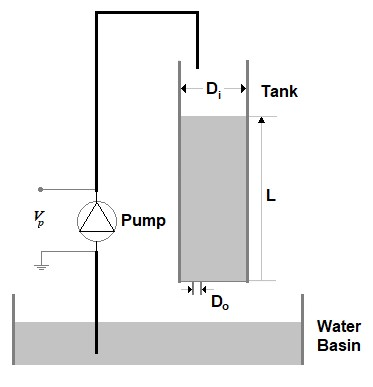 Dᵢ
Tank
L
Vₚ
Pump
Dₒ
Water
Basin